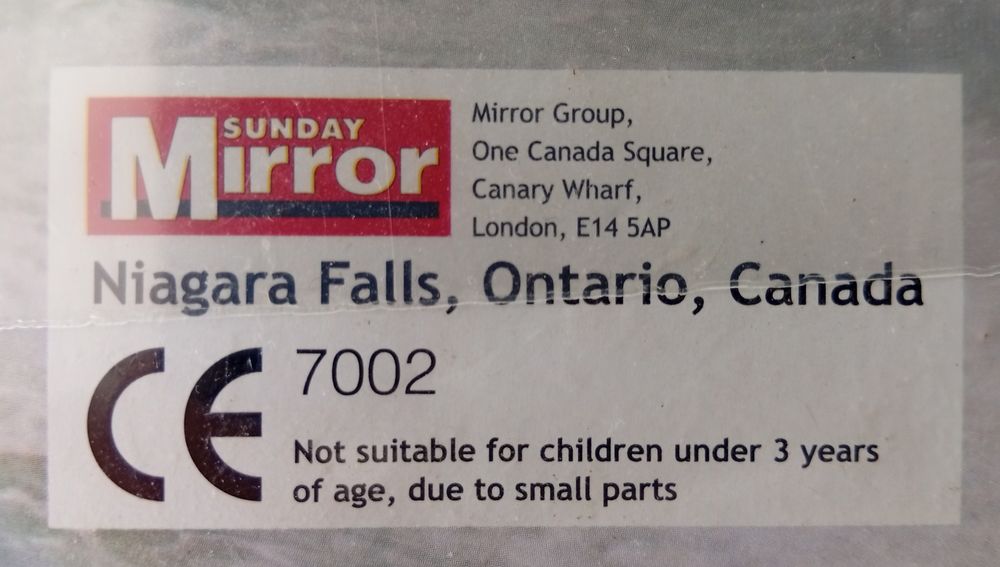 SUNDAY
Mirror
Mirror Group,
One Canada Square,
Canary Wharf,
London, E14 5AP
Niagara Falls, Ontario, Canada
CE 7002
Not suitable for children under 3 years
of age, due to small parts